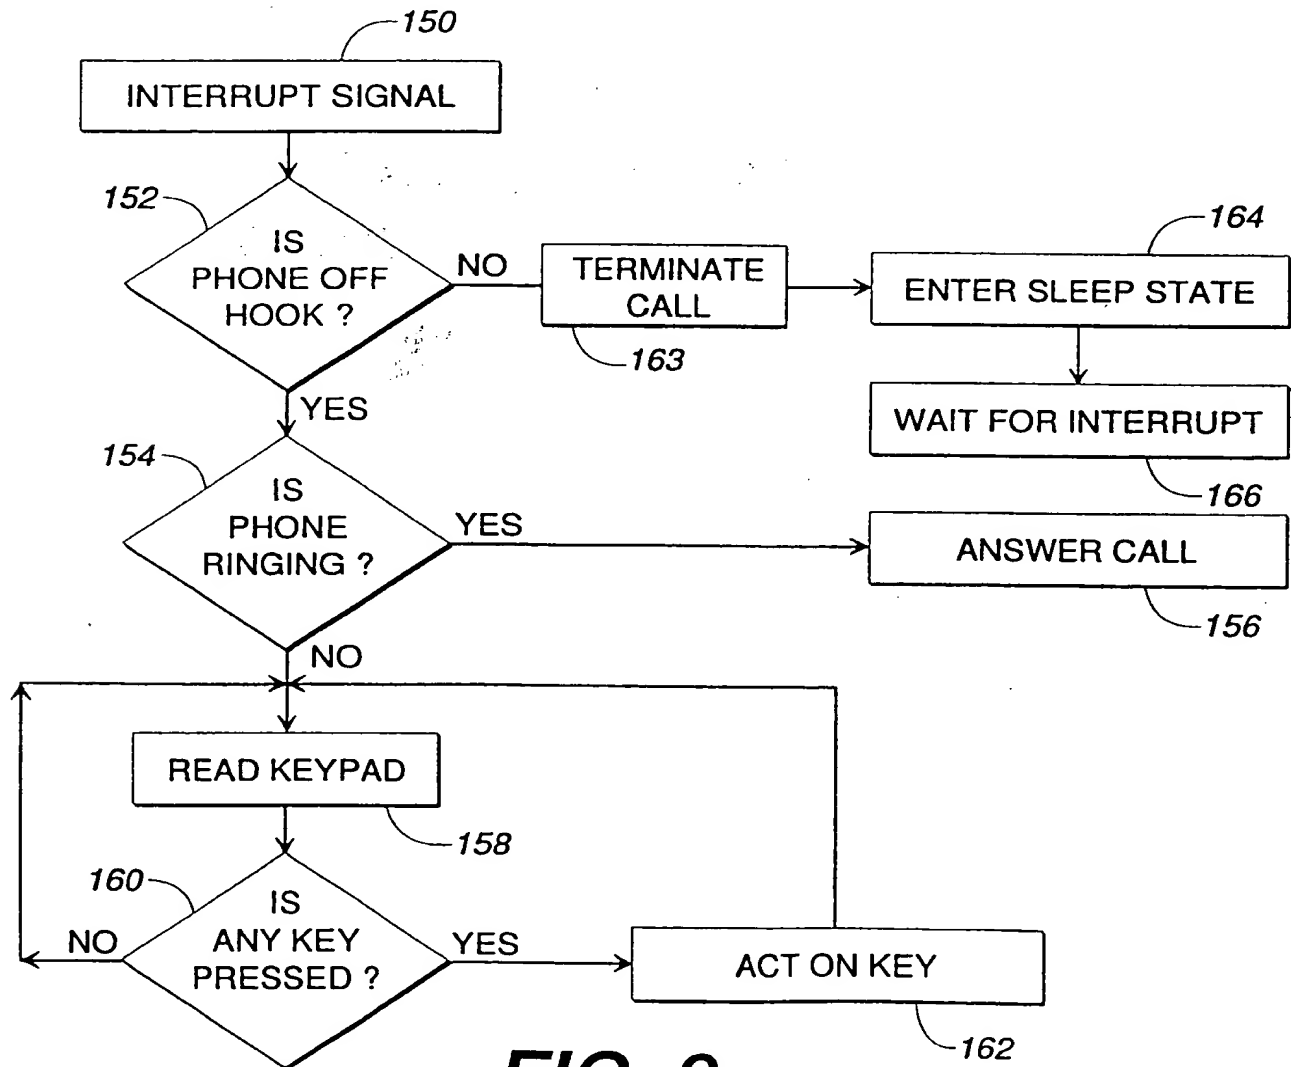 150
INTERRUPT SIGNAL
152
IS
PHONE OFF
HOOK ?
NO
TERMINATE
CALL
163
164
ENTER SLEEP STATE
YES
WAIT FOR INTERRUPT
166
154
IS
PHONE
RINGING ?
YES
ANSWER CALL
156
NO
READ KEYPAD
158
160
IS
ANY KEY
PRESSED ?
NO
YES
ACT ON KEY
162
FIG.